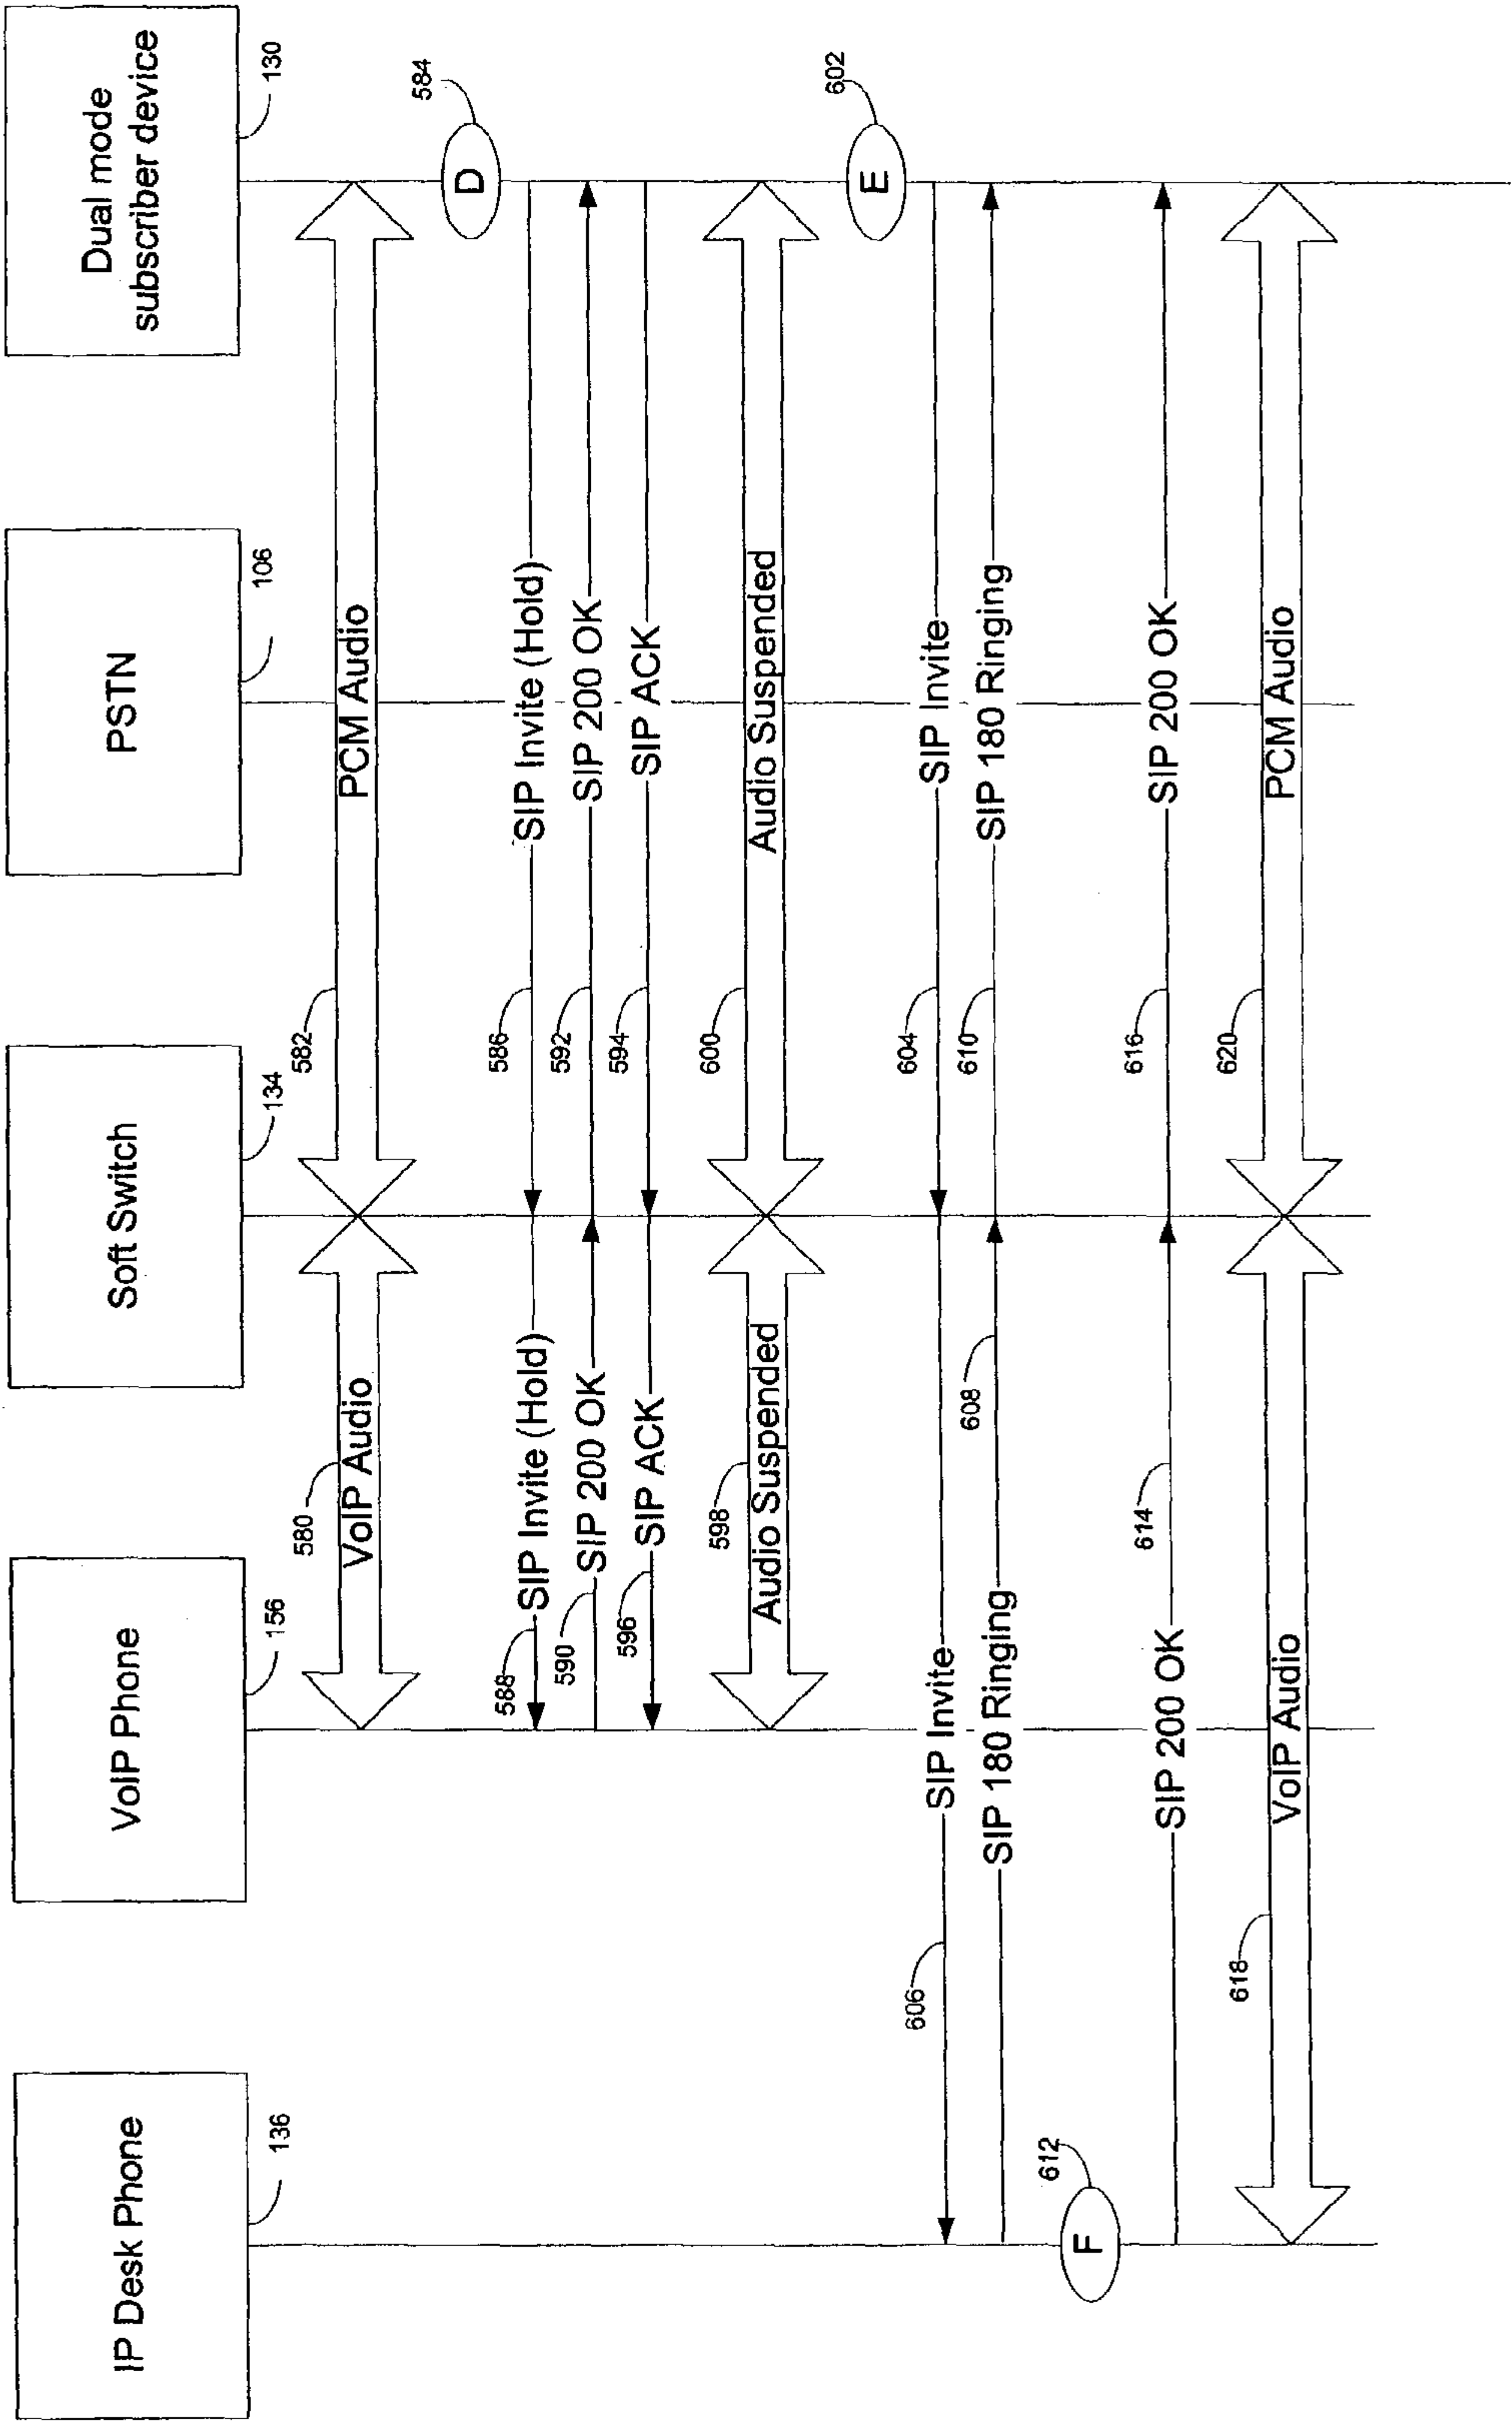 IP Desk Phone
136
VoIP Phone
156
Soft Switch
134
PSTN
106
Dual mode
subscriber device
130
580
VoIP Audio
582
PCM Audio
D
584
586
SIP Invite (Hold)
588
SIP Invite (Hold)
590
SIP 200 OK
592
SIP 200 OK
594
SIP ACK
596
SIP ACK
598
Audio Suspended
600
Audio Suspended
E
602
604
SIP Invite
606
SIP Invite
608
SIP 180 Ringing
610
SIP 180 Ringing
F
612
614
SIP 200 OK
616
SIP 200 OK
618
VoIP Audio
620
PCM Audio